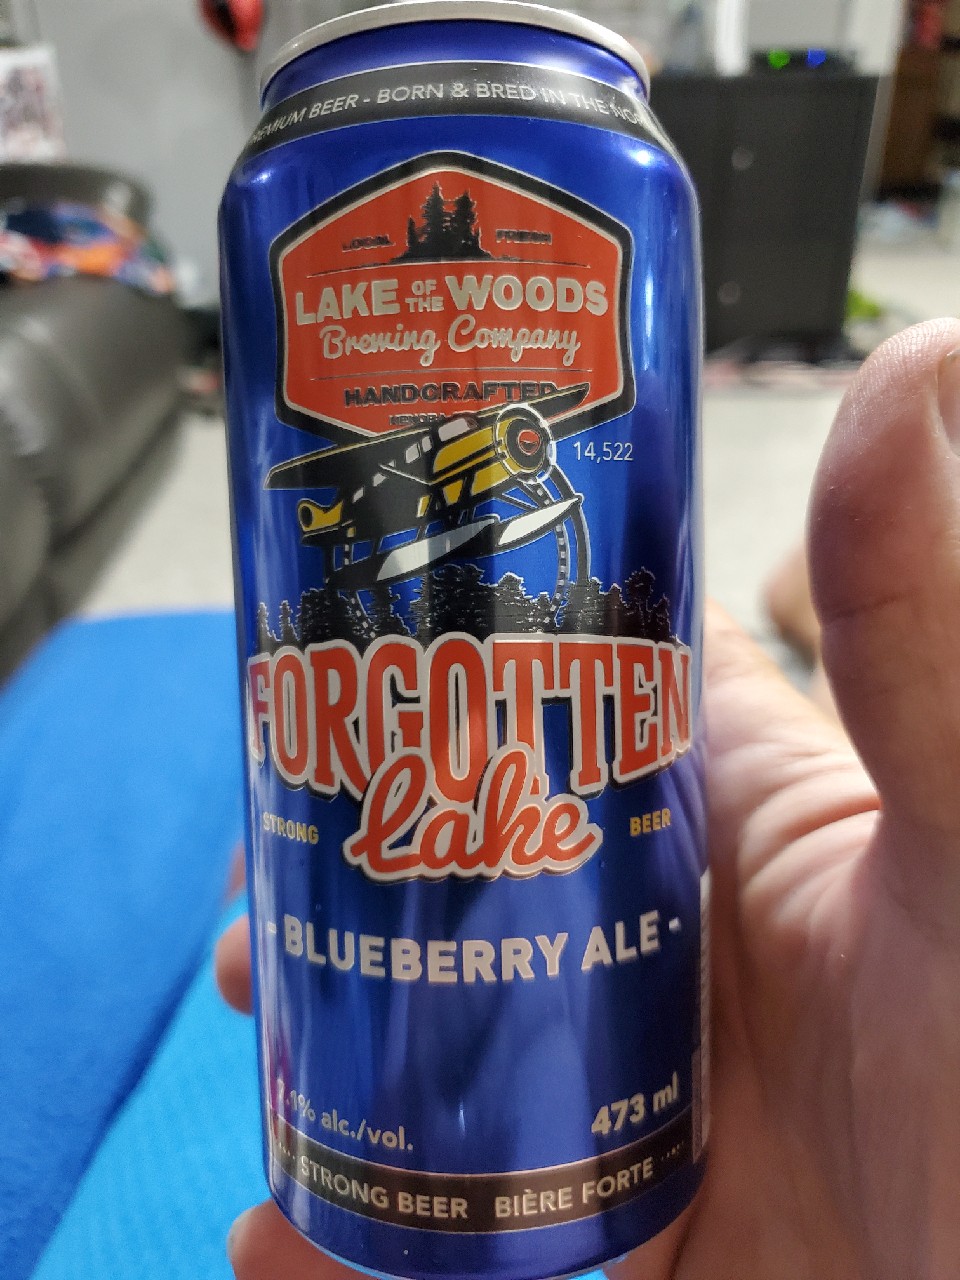 PREMIUM BEER - BORN & BRED IN THE
LOCAL FRESH
LAKE OF THE WOODS
Brewing Company
HANDCRAFTED
14,522
FORGOTTEN
Lake
STRONG BEER
- BLUEBERRY ALE -
alc./vol.
473 ml
STRONG BEER BIÈRE FORTE